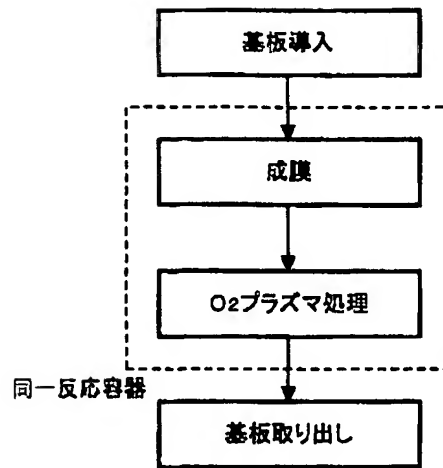 基板導入
成膜
O2プラズマ処理
同一反応容器
基板取り出し